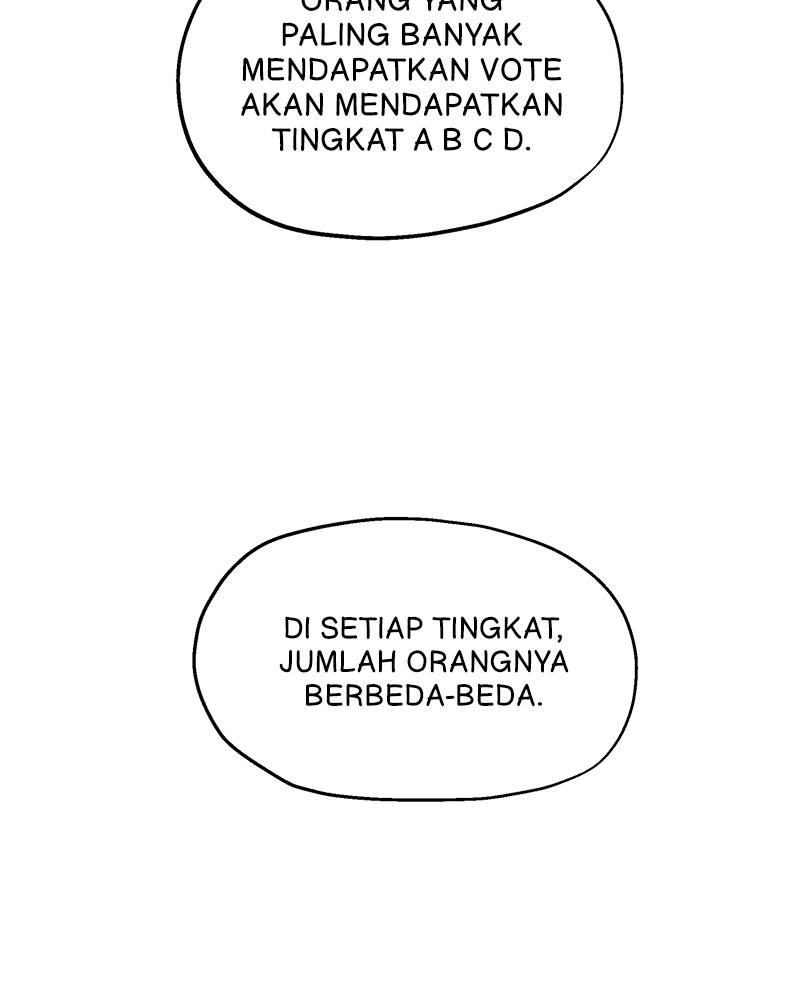 ORANG YANG
PALING BANYAK
MENDAPATKAN VOTE
AKAN MENDAPATKAN
TINGKAT A B C D.
DI SETIAP TINGKAT,
JUMLAH ORANGNYA
BERBEDA-BEDA.